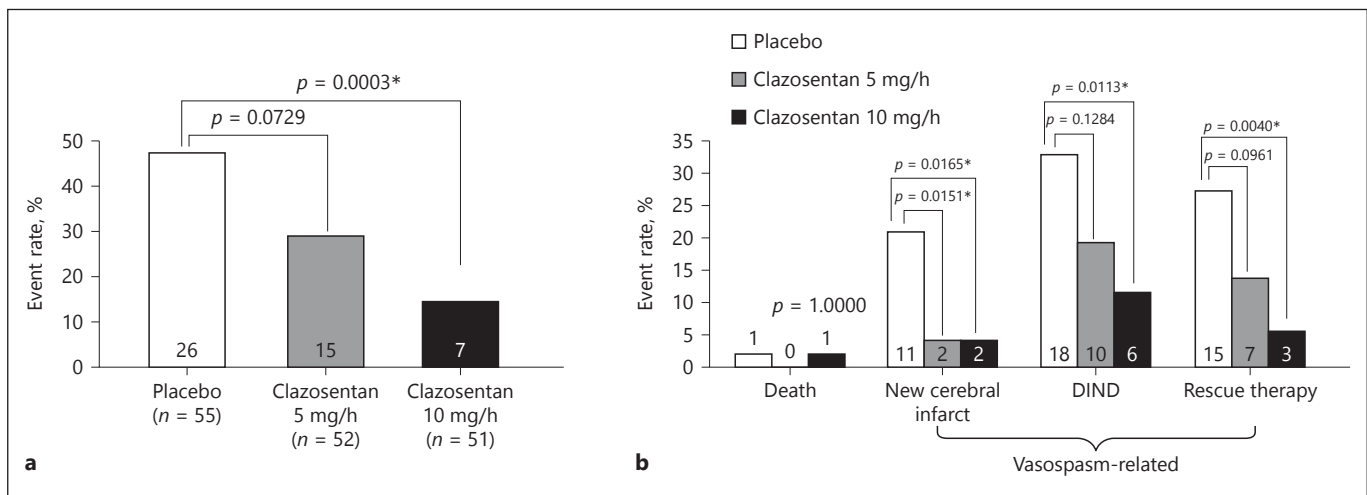 p = 0.0003*
p = 0.0729
50
40
30
20
10
0
Event rate, %
26
15
7
Placebo
(n = 55)
Clazosentan
5 mg/h
(n = 52)
Clazosentan
10 mg/h
(n = 51)
a
Placebo
Clazosentan 5 mg/h
Clazosentan 10 mg/h
35
30
25
20
15
10
5
0
Event rate, %
p = 1.0000
1
0
1
p = 0.0165*
p = 0.0151*
11
2
2
p = 0.0113*
p = 0.1284
18
10
6
p = 0.0040*
p = 0.0961
15
7
3
Death
New cerebral
infarct
DIND
Rescue therapy
Vasospasm-related
b